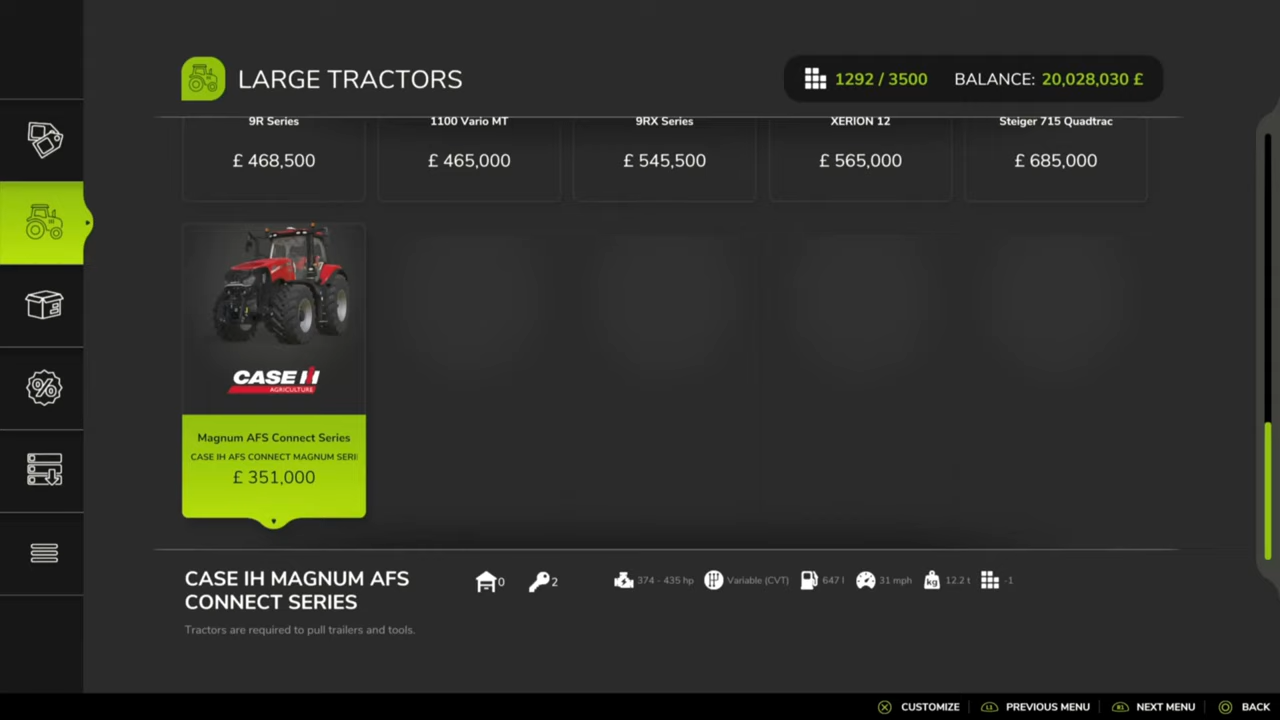 LARGE TRACTORS
1292 / 3500
BALANCE: 20,028,030 £
9R Series
1100 Vario MT
9RX Series
XERION 12
Steiger 715 Quadtrac
£ 468,500
£ 465,000
£ 545,500
£ 565,000
£ 685,000
CASE IH
AGRICULTURE
Magnum AFS Connect Series
CASE IH AFS CONNECT MAGNUM SERI
£ 351,000
CASE IH MAGNUM AFS
CONNECT SERIES
0
2
374 - 435 hp
Variable (CVT)
647 l
31 mph
kg
12.2 t
-1
Tractors are required to pull trailers and tools.
CUSTOMIZE
L1 PREVIOUS MENU
R1 NEXT MENU
BACK